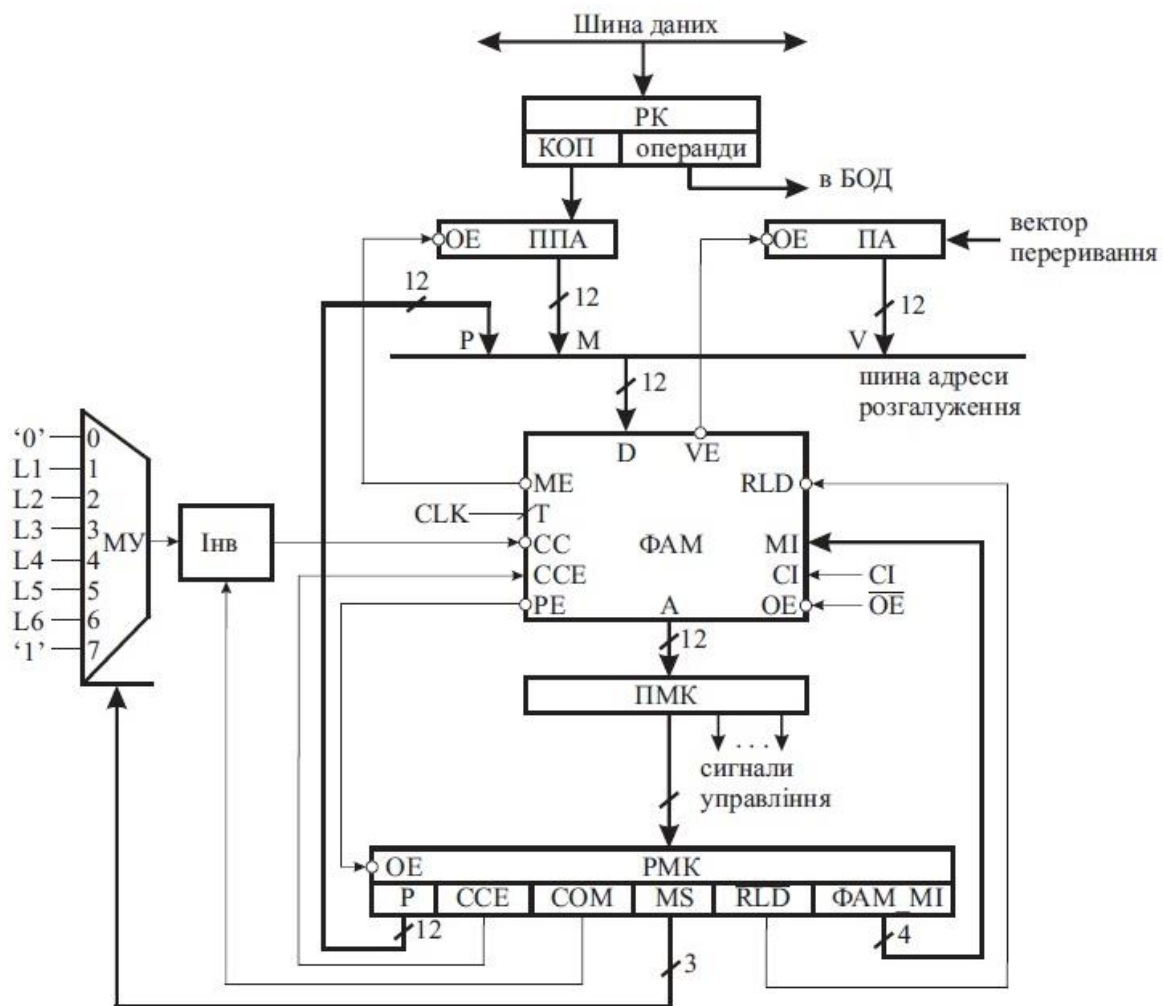 Шина даних
РК
КОП операнди
в БОД
OE ППА
OE ПА
вектор
переривання
12
12
12
P M V
12
шина адреси
розгалуження
‘0’ 0
L1 1
L2 2
L3 3
L4 4
L5 5
L6 6
‘1’ 7
МУ
Інв
D VE
ME RLD
CLK T
CC ФАМ MI
CCE CI CI
PE A OE OE
12
ПМК
. . .
сигнали
управління
OE РМК
P CCE COM MS RLD ФАМ_MI
12
4
3